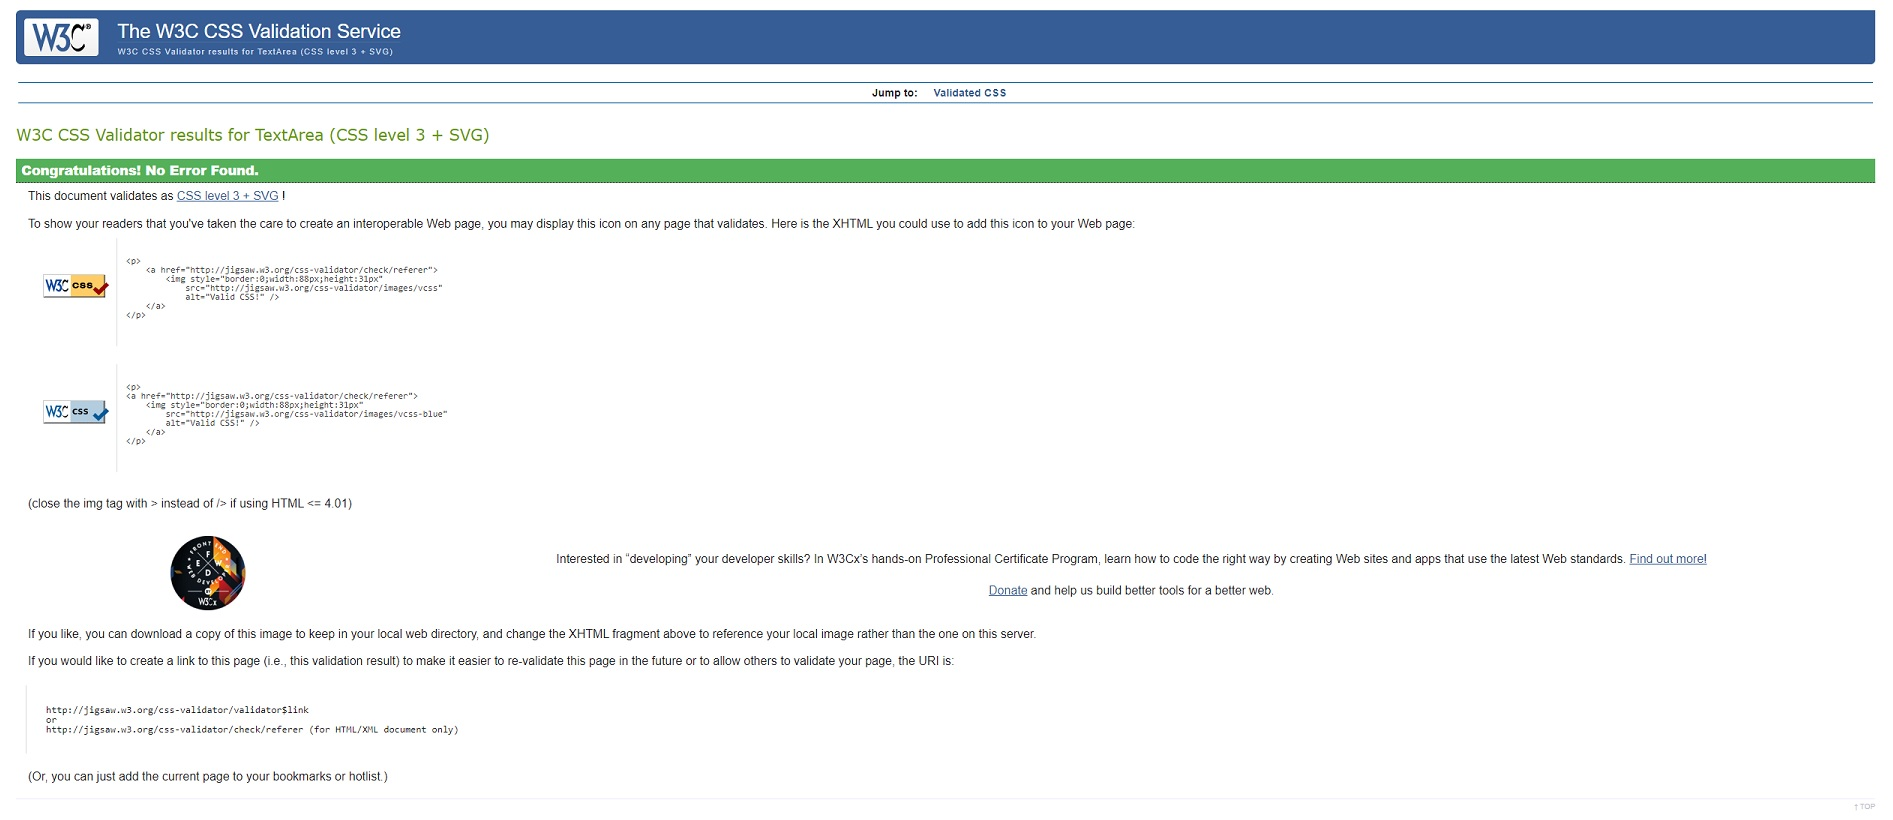 W3C®
The W3C CSS Validation Service
W3C CSS Validator results for TextArea (CSS level 3 + SVG)
Jump to: Validated CSS
W3C CSS Validator results for TextArea (CSS level 3 + SVG)
Congratulations! No Error Found.
This document validates as CSS level 3 + SVG !
To show your readers that you've taken the care to create an interoperable Web page, you may display this icon on any page that validates. Here is the XHTML you could use to add this icon to your Web page:
W3C css
<p>
<a href="http://jigsaw.w3.org/css-validator/check/referer">
<img style="border:0;width:88px;height:31px"
src="http://jigsaw.w3.org/css-validator/images/vcss"
alt="Valid CSS!" />
</a>
</p>
W3C css
<p>
<a href="http://jigsaw.w3.org/css-validator/check/referer">
<img style="border:0;width:88px;height:31px"
src="http://jigsaw.w3.org/css-validator/images/vcss-blue"
alt="Valid CSS!" />
</a>
</p>
(close the img tag with > instead of /> if using HTML <= 4.01)
FRONT END
WEB DEVELOPER
F
E W
D
W3Cx
Interested in “developing” your developer skills? In W3Cx’s hands-on Professional Certificate Program, learn how to code the right way by creating Web sites and apps that use the latest Web standards. Find out more!
Donate and help us build better tools for a better web.
If you like, you can download a copy of this image to keep in your local web directory, and change the XHTML fragment above to reference your local image rather than the one on this server.
If you would like to create a link to this page (i.e., this validation result) to make it easier to re-validate this page in the future or to allow others to validate your page, the URI is:
http://jigsaw.w3.org/css-validator/validator$link
or
http://jigsaw.w3.org/css-validator/check/referer (for HTML/XML document only)
(Or, you can just add the current page to your bookmarks or hotlist.)
↑ TOP